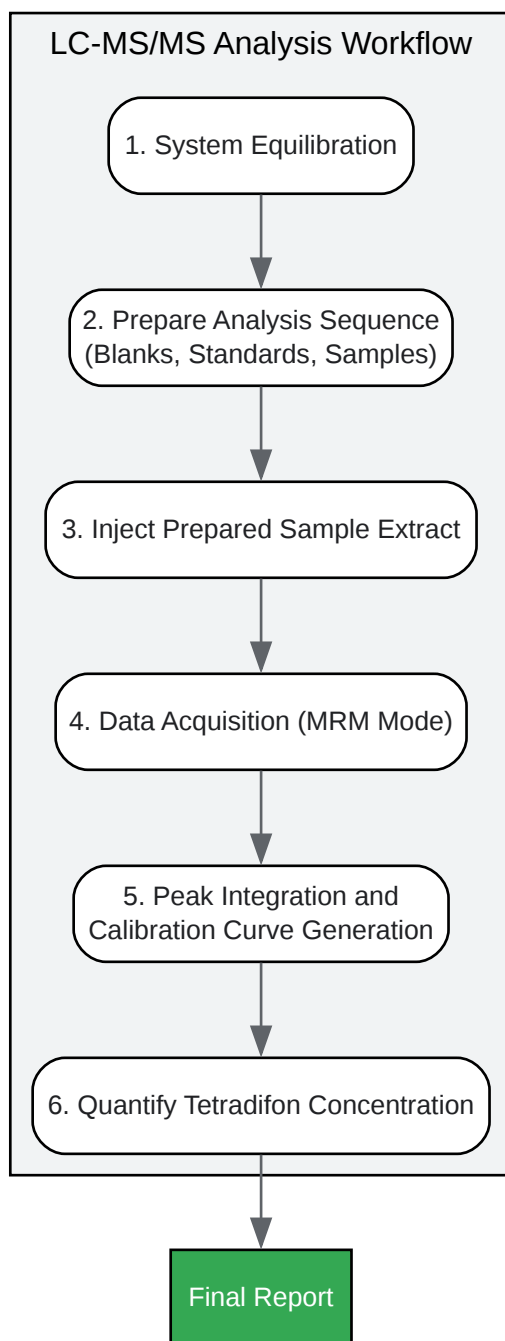 LC-MS/MS Analysis Workflow
1. System Equilibration
2. Prepare Analysis Sequence
(Blanks, Standards, Samples)
3. Inject Prepared Sample Extract
4. Data Acquisition (MRM Mode)
5. Peak Integration and
Calibration Curve Generation
6. Quantify Tetradifon Concentration
Final Report